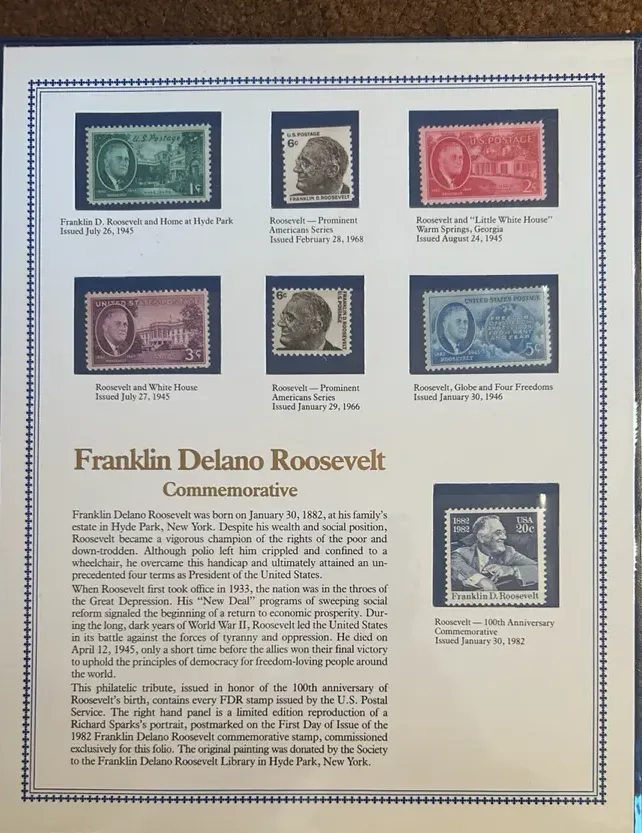 U.S. Postage
1¢
Franklin D. Roosevelt and Home at Hyde Park
Issued July 26, 1945
U.S. POSTAGE
6¢
FRANKLIN D. ROOSEVELT
Roosevelt — Prominent
Americans Series
Issued February 28, 1968
U.S. POSTAGE
2¢
Roosevelt and "Little White House"
Warm Springs, Georgia
Issued August 24, 1945
UNITED STATES POSTAGE
3¢
Roosevelt and White House
Issued July 27, 1945
6¢
FRANKLIN D. ROOSEVELT
U.S. POSTAGE
Roosevelt — Prominent
Americans Series
Issued January 29, 1966
UNITED STATES POSTAGE
1882 1945
ROOSEVELT
5¢
Roosevelt, Globe and Four Freedoms
Issued January 30, 1946
Franklin Delano Roosevelt
Commemorative
Franklin Delano Roosevelt was born on January 30, 1882, at his family's
estate in Hyde Park, New York. Despite his wealth and social position,
Roosevelt became a vigorous champion of the rights of the poor and
down-trodden. Although polio left him crippled and confined to a
wheelchair, he overcame this handicap and ultimately attained an un-
precedented four terms as President of the United States.
When Roosevelt first took office in 1933, the nation was in the throes of
the Great Depression. His "New Deal" programs of sweeping social
reform signaled the beginning of a return to economic prosperity. Dur-
ing the long, dark years of World War II, Roosevelt led the United States
in its battle against the forces of tyranny and oppression. He died on
April 12, 1945, only a short time before the allies won their final victory
to uphold the principles of democracy for freedom-loving people around
the world.
This philatelic tribute, issued in honor of the 100th anniversary of
Roosevelt's birth, contains every FDR stamp issued by the U.S. Postal
Service. The right hand panel is a limited edition reproduction of a
Richard Sparks's portrait, postmarked on the First Day of Issue of the
1982 Franklin Delano Roosevelt commemorative stamp, commissioned
exclusively for this folio. The original painting was donated by the Society
to the Franklin Delano Roosevelt Library in Hyde Park, New York.
1882 USA
1982 20c
Franklin D. Roosevelt
Roosevelt — 100th Anniversary
Commemorative
Issued January 30, 1982